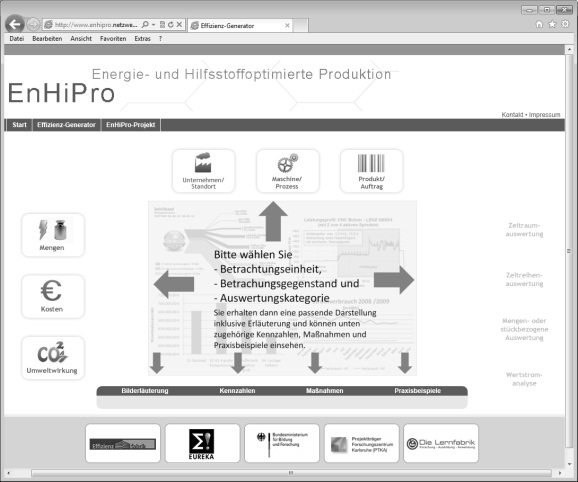 http://www.enhipro.netzwe...
Effizienz-Generator
Datei Bearbeiten Ansicht Favoriten Extras ?
Energie- und Hilfsstoffoptimierte Produktion
EnHiPro
Kontakt • Impressum
Start Effizienz-Generator EnHiPro-Projekt
Unternehmen/
Standort
Maschine/
Prozess
Produkt/
Auftrag
Mengen
Kosten
CO2
Umweltwirkung
Bitte wählen Sie
- Betrachtungseinheit,
- Betrachungsgegenstand und
- Auswertungskategorie
Sie erhalten dann eine passende Darstellung
inklusive Erläuterung und können unten
zugehörige Kennzahlen, Maßnahmen und
Praxisbeispiele einsehen.
Zeitraum-
auswertung
Zeitreihen-
auswertung
Mengen- oder
stückbezogene
Auswertung
Wertstrom-
analyse
Bilderläuterung Kennzahlen Maßnahmen Praxisbeispiele
Effizienz fabrik
Σ!
EUREKA
Bundesministerium
für Bildung
und Forschung
Projektträger
Forschungszentrum
Karlsruhe (PTKA)
Die Lernfabrik